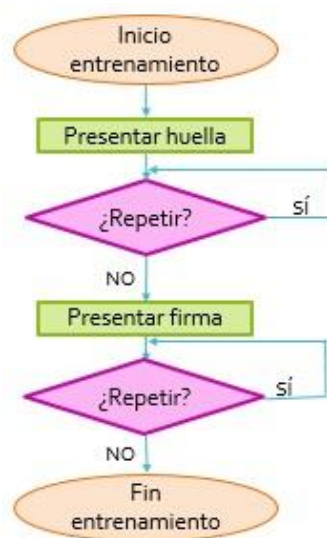 Inicio
entrenamiento
Presentar huella
¿Repetir?
sí
NO
Presentar firma
¿Repetir?
sí
NO
Fin
entrenamiento